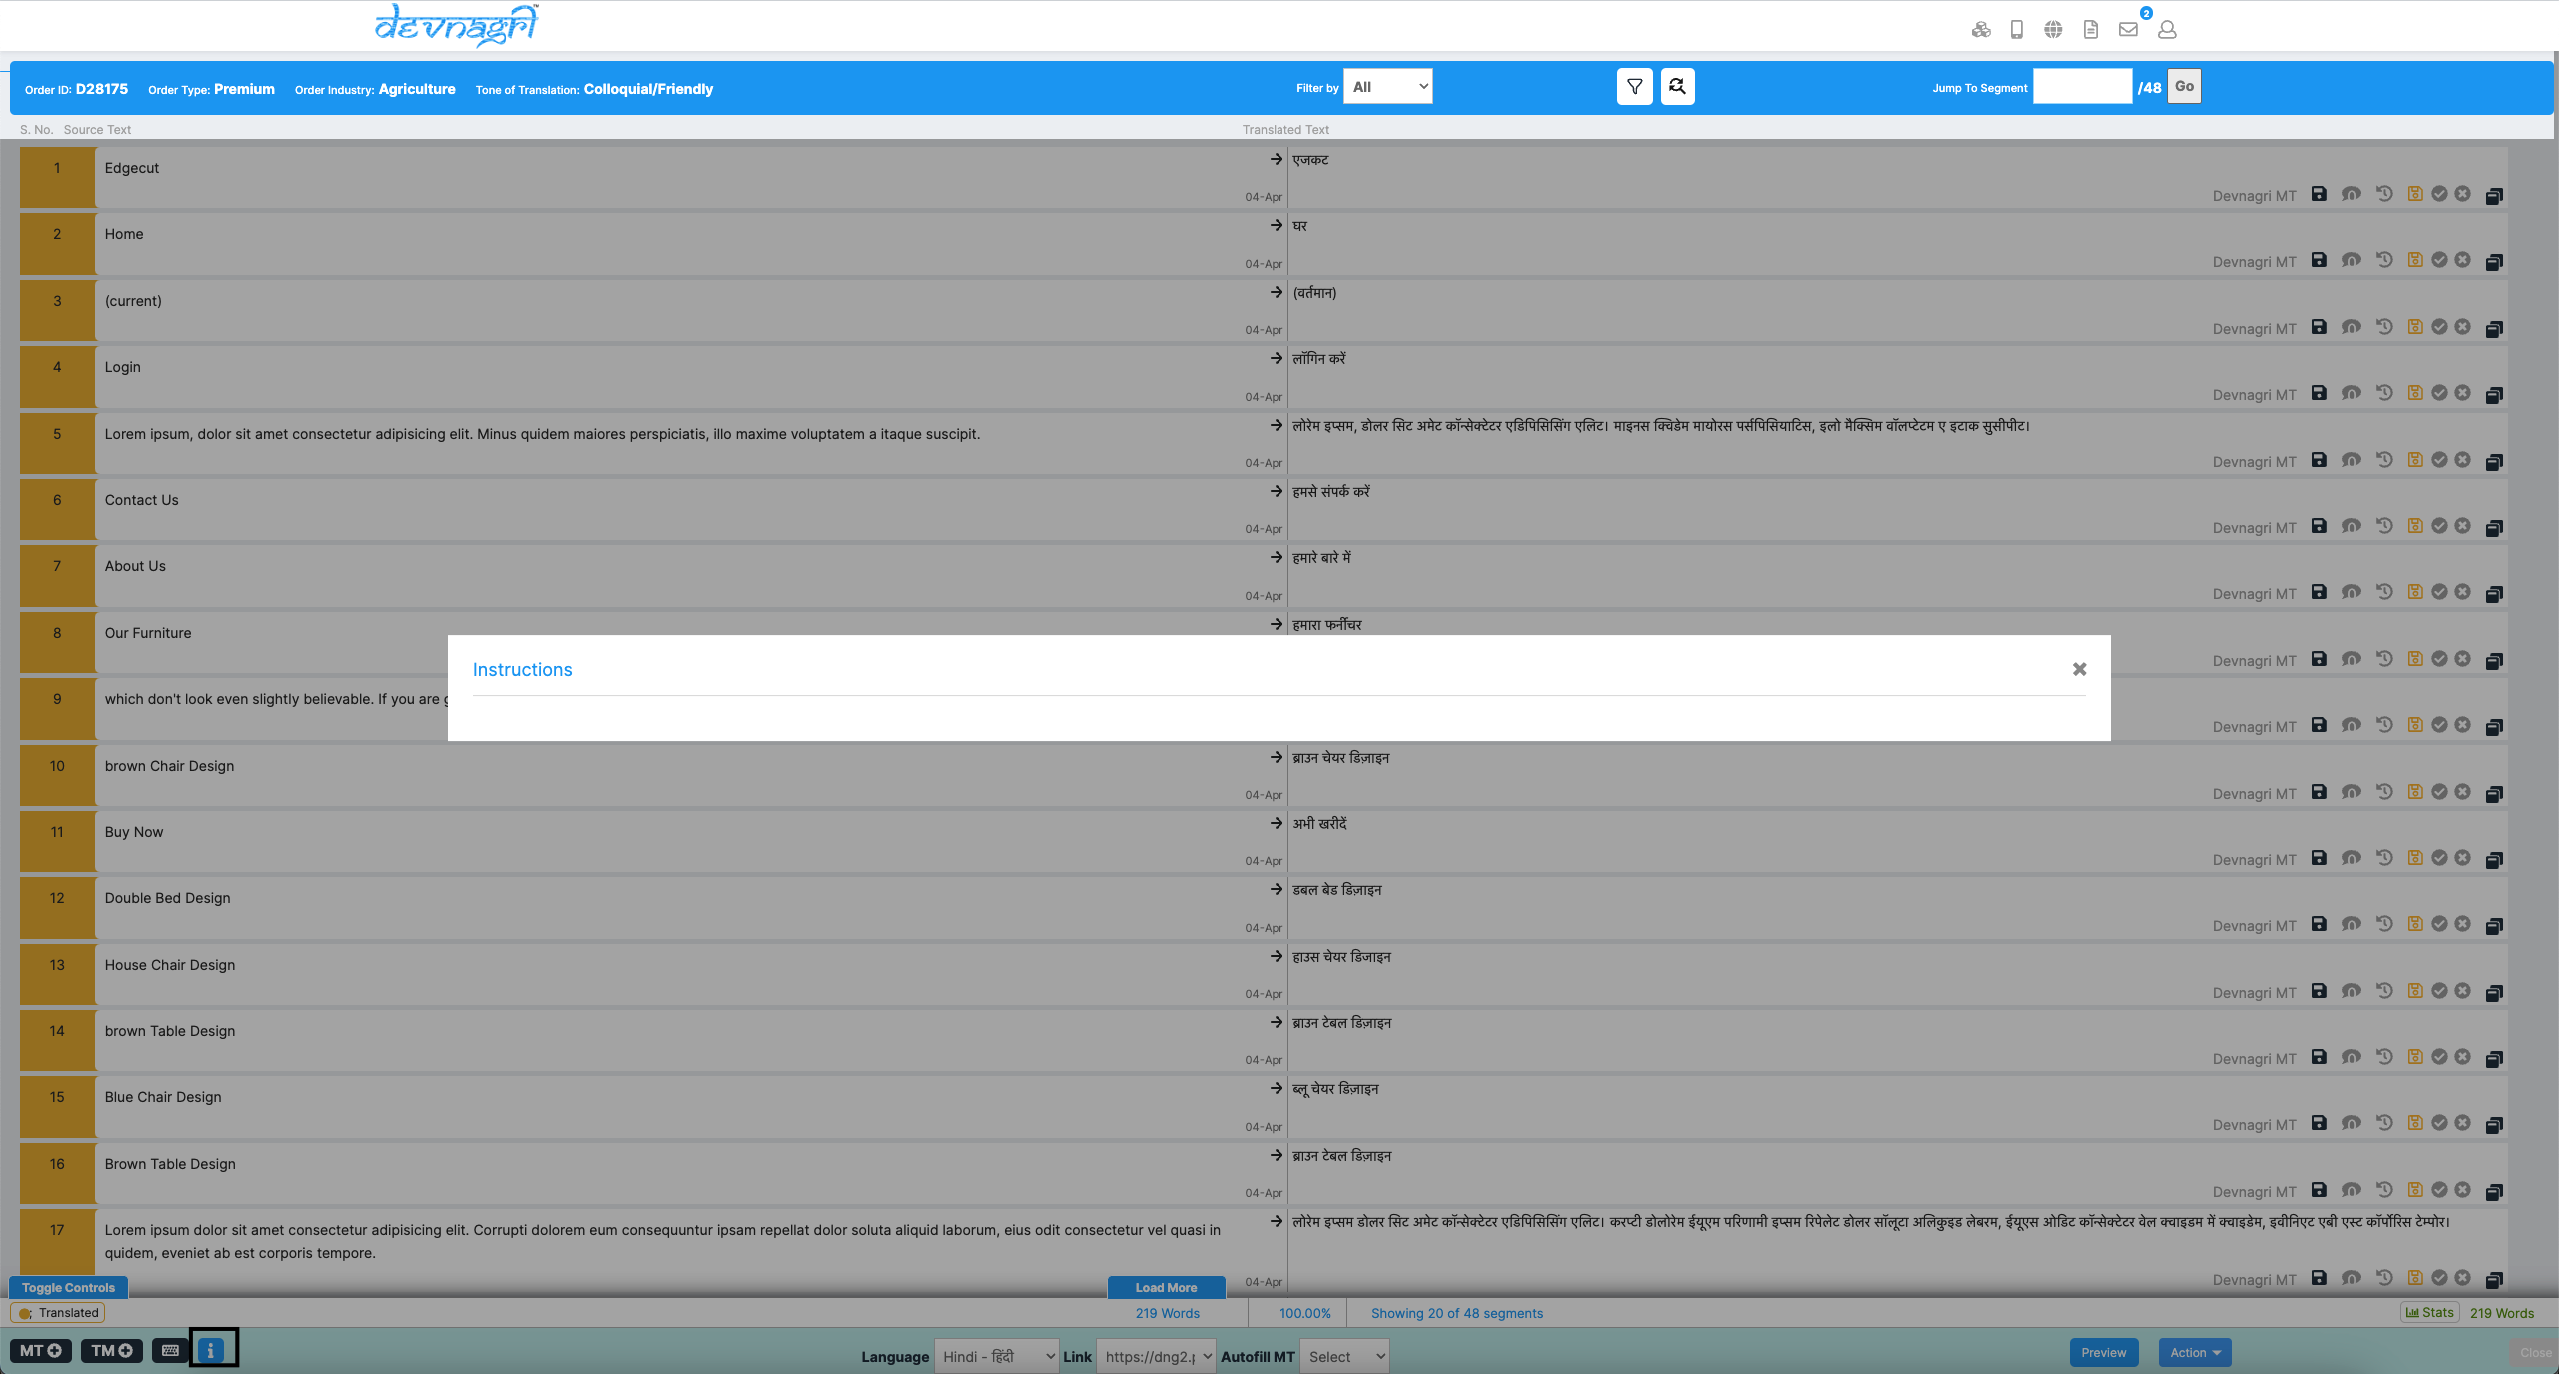 devnagri
™
2
Order ID: D28175 Order Type: Premium Order Industry: Agriculture Tone of Translation: Colloquial/Friendly Filter by All Jump To Segment /48 Go
S. No. Source Text Translated Text
1 Edgecut एजकट
04-Apr Devnagri MT
2 Home घर
04-Apr Devnagri MT
3 (current) (वर्तमान)
04-Apr Devnagri MT
4 Login लॉगिन करें
04-Apr Devnagri MT
5 Lorem ipsum, dolor sit amet consectetur adipisicing elit. Minus quidem maiores perspiciatis, illo maxime voluptatem a itaque suscipit. लोरेम इप्सम, डोलर सिट अमेट कॉन्सेक्टेटर एडिपिसिसिंग एलिट। माइनस क्विडेम मायोरस पर्सपिसियाटिस, इलो मैक्सिम वॉलप्टेटम ए इटाक सुसीपीट।
04-Apr Devnagri MT
6 Contact Us हमसे संपर्क करें
04-Apr Devnagri MT
7 About Us हमारे बारे में
04-Apr Devnagri MT
8 Our Furniture हमारा फर्नीचर
Devnagri MT
Instructions
9 which don't look even slightly believable. If you are
Devnagri MT
10 brown Chair Design ब्राउन चेयर डिज़ाइन
04-Apr Devnagri MT
11 Buy Now अभी खरीदें
04-Apr Devnagri MT
12 Double Bed Design डबल बेड डिज़ाइन
04-Apr Devnagri MT
13 House Chair Design हाउस चेयर डिजाइन
04-Apr Devnagri MT
14 brown Table Design ब्राउन टेबल डिज़ाइन
04-Apr Devnagri MT
15 Blue Chair Design ब्लू चेयर डिज़ाइन
04-Apr Devnagri MT
16 Brown Table Design ब्राउन टेबल डिज़ाइन
04-Apr Devnagri MT
17 Lorem ipsum dolor sit amet consectetur adipisicing elit. Corrupti dolorem eum consequuntur ipsam repellat dolor soluta aliquid laborum, eius odit consectetur vel quasi in लोरेम इप्सम डोलर सिट अमेट कॉन्सेक्टेटर एडिपिसिसिंग एलिट। करप्टी डोलोरेम ईयूएम परिणामी इप्सम रिपेलेट डोलर सॉलूटा अलिकुइड लेबरम, ईयूएस ओडिट कॉन्सेक्टेटर वेल क्वाइडम में क्वाइडेम, इवीनिएट एबी एस्ट कॉर्पोरिस टेम्पोर।
quidem, eveniet ab est corporis tempore.
04-Apr Devnagri MT
Toggle Controls Load More
; Translated 219 Words 100.00% Showing 20 of 48 segments Stats 219 Words
MT TM i Language Hindi - हिंदी Link https://dng2.p Autofill MT Select Preview Action Close